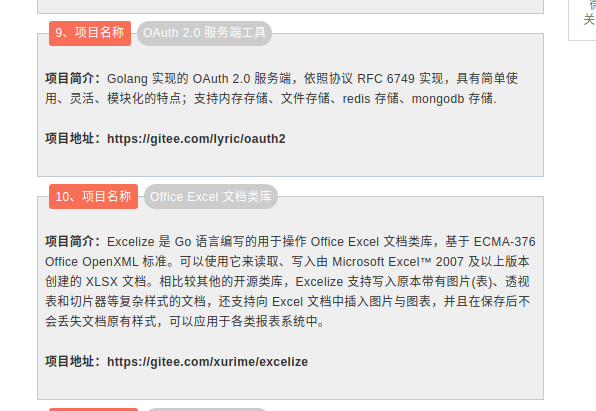 9、项目名称 OAuth 2.0 服务端工具
项目简介：Golang 实现的 OAuth 2.0 服务端，依照协议 RFC 6749 实现，具有简单使
用、灵活、模块化的特点；支持内存存储、文件存储、redis 存储、mongodb 存储.
项目地址：https://gitee.com/lyric/oauth2
10、项目名称 Office Excel 文档类库
项目简介：Excelize 是 Go 语言编写的用于操作 Office Excel 文档类库，基于 ECMA-376
Office OpenXML 标准。可以使用它来读取、写入由 Microsoft Excel™ 2007 及以上版本
创建的 XLSX 文档。相比较其他的开源类库，Excelize 支持写入原本带有图片(表)、透视
表和切片器等复杂样式的文档，还支持向 Excel 文档中插入图片与图表，并且在保存后不
会丢失文档原有样式，可以应用于各类报表系统中。
项目地址：https://gitee.com/xurime/excelize
关